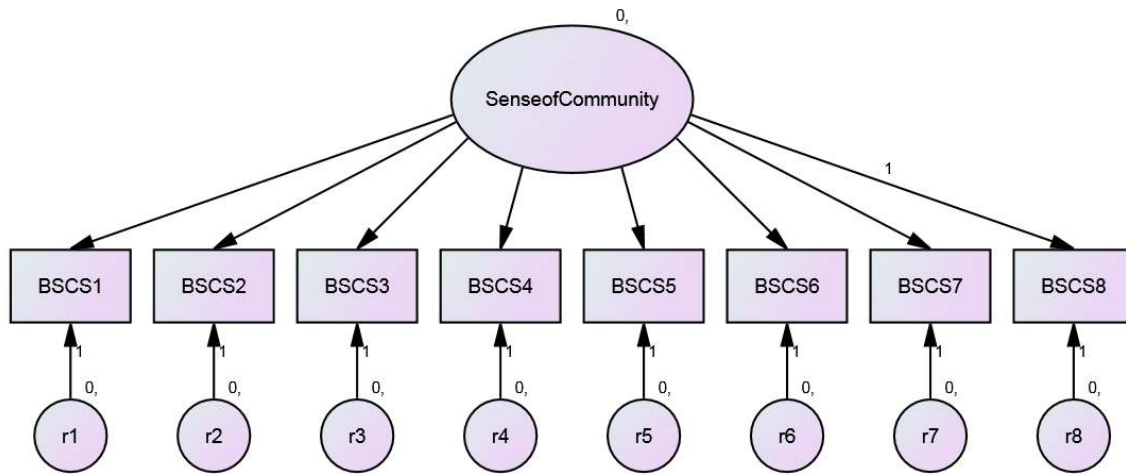 0,
SenseofCommunity
1
BSCS1 BSCS2 BSCS3 BSCS4 BSCS5 BSCS6 BSCS7 BSCS8
1 1 1 1 1 1 1 1
0, 0, 0, 0, 0, 0, 0, 0,
r1 r2 r3 r4 r5 r6 r7 r8